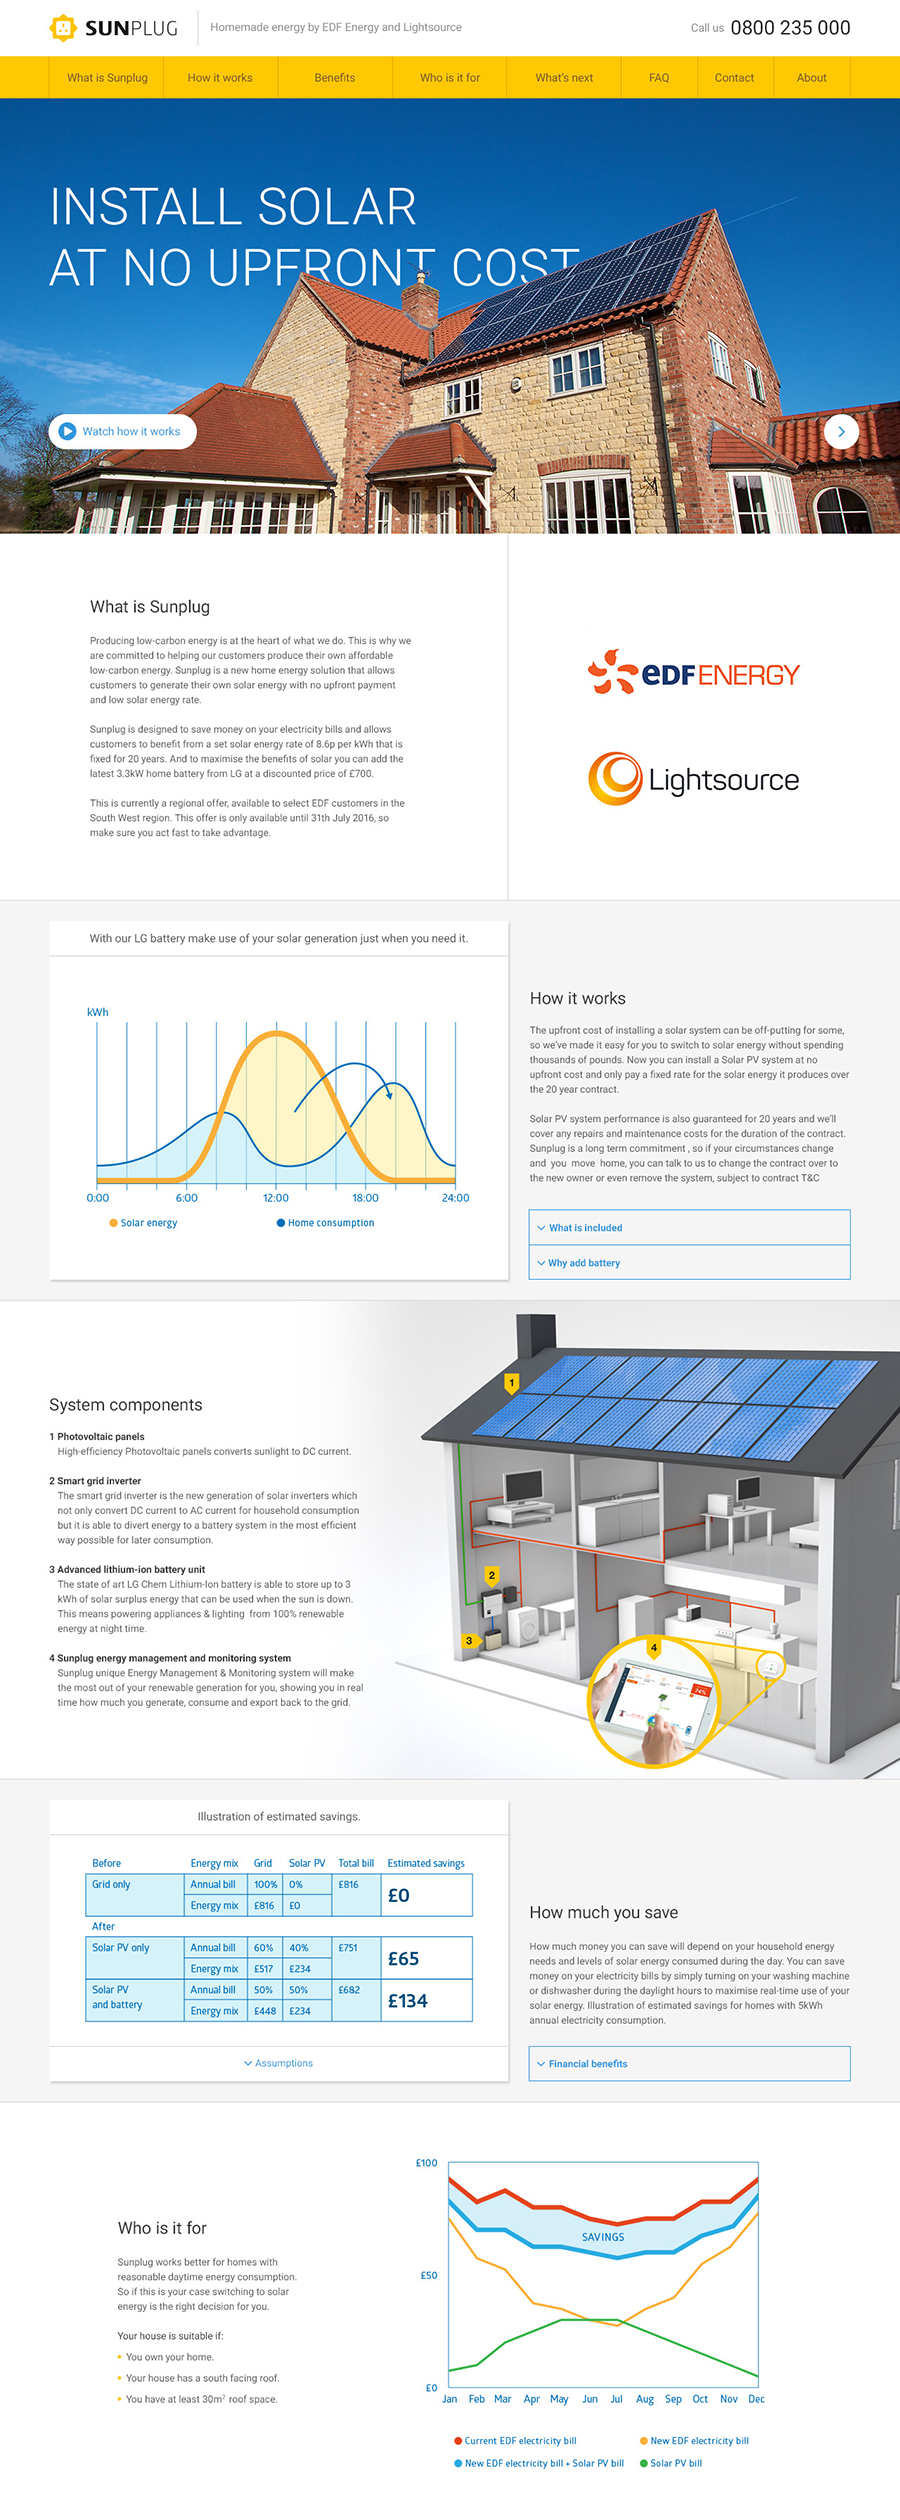 SUNPLUG
Homemade energy by EDF Energy and Lightsource
Call us 0800 235 000
What is Sunplug
How it works
Benefits
Who is it for
What's next
FAQ
Contact
About
INSTALL SOLAR
AT NO UPFRONT COST
Watch how it works
What is Sunplug
Producing low-carbon energy is at the heart of what we do. This is why we
are committed to helping our customers produce their own affordable
low-carbon energy. Sunplug is a new home energy solution that allows
customers to generate their own solar energy with no upfront payment
and low solar energy rate.
Sunplug is designed to save money on your electricity bills and allows
customers to benefit from a set solar energy rate of 8.6p per kWh that is
fixed for 20 years. And to maximise the benefits of solar you can add the
latest 3.3kW home battery from LG at a discounted price of £700.
This is currently a regional offer, available to select EDF customers in the
South West region. This offer is only available until 31th July 2016, so
make sure you act fast to take advantage.
eDF ENERGY
Lightsource
With our LG battery make use of your solar generation just when you need it.
kWh
0:00 6:00 12:00 18:00 24:00
Solar energy
Home consumption
How it works
The upfront cost of installing a solar system can be off-putting for some,
so we've made it easy for you to switch to solar energy without spending
thousands of pounds. Now you can install a Solar PV system at no
upfront cost and only pay a fixed rate for the solar energy it produces over
the 20 year contract.
Solar PV system performance is also guaranteed for 20 years and we'll
cover any repairs and maintenance costs for the duration of the contract.
Sunplug is a long term commitment , so if your circumstances change
and you move home, you can talk to us to change the contract over to
the new owner or even remove the system, subject to contract T&C
What is included
Why add battery
System components
1 Photovoltaic panels
High-efficiency Photovoltaic panels converts sunlight to DC current.
2 Smart grid inverter
The smart grid inverter is the new generation of solar inverters which
not only convert DC current to AC current for household consumption
but it is able to divert energy to a battery system in the most efficient
way possible for later consumption.
3 Advanced lithium-ion battery unit
The state of art LG Chem Lithium-Ion battery is able to store up to 3
kWh of solar surplus energy that can be used when the sun is down.
This means powering appliances & lighting from 100% renewable
energy at night time.
4 Sunplug energy management and monitoring system
Sunplug unique Energy Management & Monitoring system will make
the most out of your renewable generation for you, showing you in real
time how much you generate, consume and export back to the grid.
1
2
3
4
74%
Illustration of estimated savings.
Before Energy mix Grid Solar PV Total bill Estimated savings
Grid only Annual bill 100% 0% £816 £0
Energy mix £816 £0
After
Solar PV only Annual bill 60% 40% £751 £65
Energy mix £517 £234
Solar PV and battery Annual bill 50% 50% £682 £134
Energy mix £448 £234
Assumptions
How much you save
How much money you can save will depend on your household energy
needs and levels of solar energy consumed during the day. You can save
money on your electricity bills by simply turning on your washing machine
or dishwasher during the daylight hours to maximise real-time use of your
solar energy. Illustration of estimated savings for homes with 5kWh
annual electricity consumption.
Financial benefits
Who is it for
Sunplug works better for homes with
reasonable daytime energy consumption.
So if this is your case switching to solar
energy is the right decision for you.
Your house is suitable if:
• You own your home.
• Your house has a south facing roof.
• You have at least 30m² roof space.
£100
£50
£0
SAVINGS
Jan Feb Mar Apr May Jun Jul Aug Sep Oct Nov Dec
Current EDF electricity bill
New EDF electricity bill
New EDF electricity bill + Solar PV bill
Solar PV bill